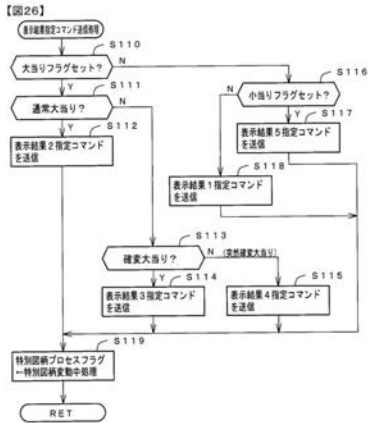 【図26】
表示結果指定コマンド送信処理
S110
大当りフラグセット？
N
Y
S111
通常大当り？
N
Y
S112
表示結果2指定コマンド
を送信
S116
小当りフラグセット？
N
Y
S117
表示結果5指定コマンド
を送信
S118
表示結果1指定コマンド
を送信
S113
確変大当り？
N
(突然確変大当り)
Y
S114
表示結果3指定コマンド
を送信
S115
表示結果4指定コマンド
を送信
S119
特別図柄プロセスフラグ
←特別図柄変動中処理
RET